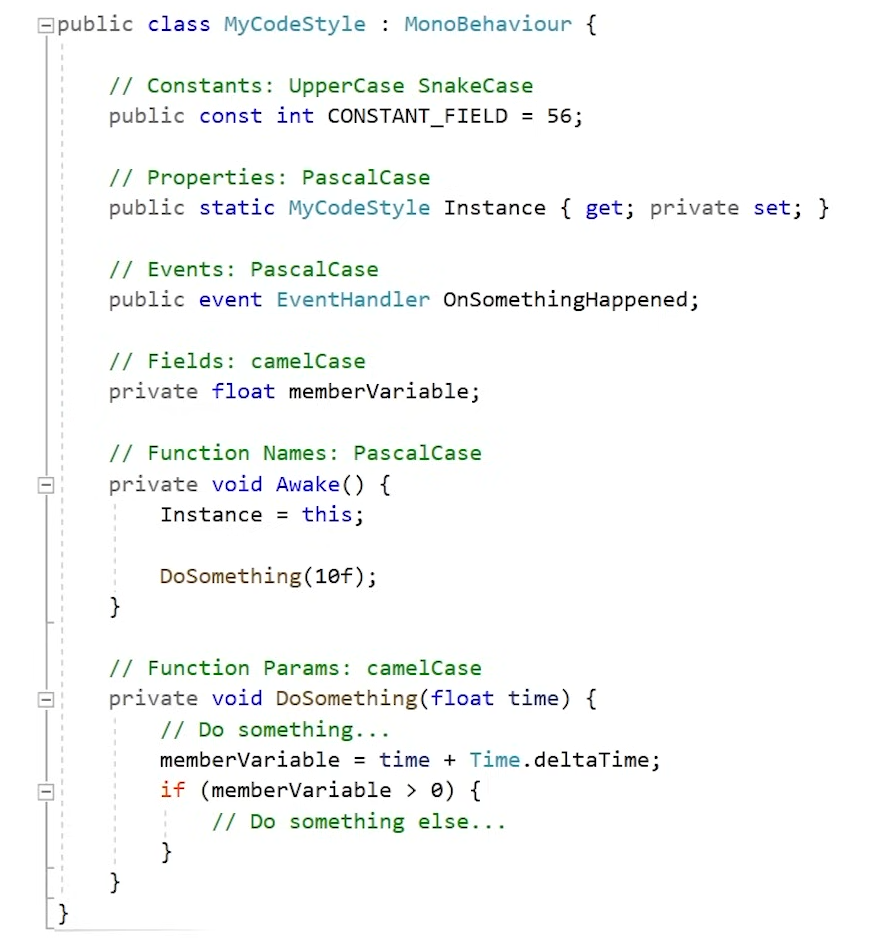 public class MyCodeStyle : MonoBehaviour {
// Constants: UpperCase SnakeCase
public const int CONSTANT_FIELD = 56;
// Properties: PascalCase
public static MyCodeStyle Instance { get; private set; }
// Events: PascalCase
public event EventHandler OnSomethingHappened;
// Fields: camelCase
private float memberVariable;
// Function Names: PascalCase
private void Awake() {
Instance = this;
DoSomething(10f);
}
// Function Params: camelCase
private void DoSomething(float time) {
// Do something...
memberVariable = time + Time.deltaTime;
if (memberVariable > 0) {
// Do something else...
}
}
}